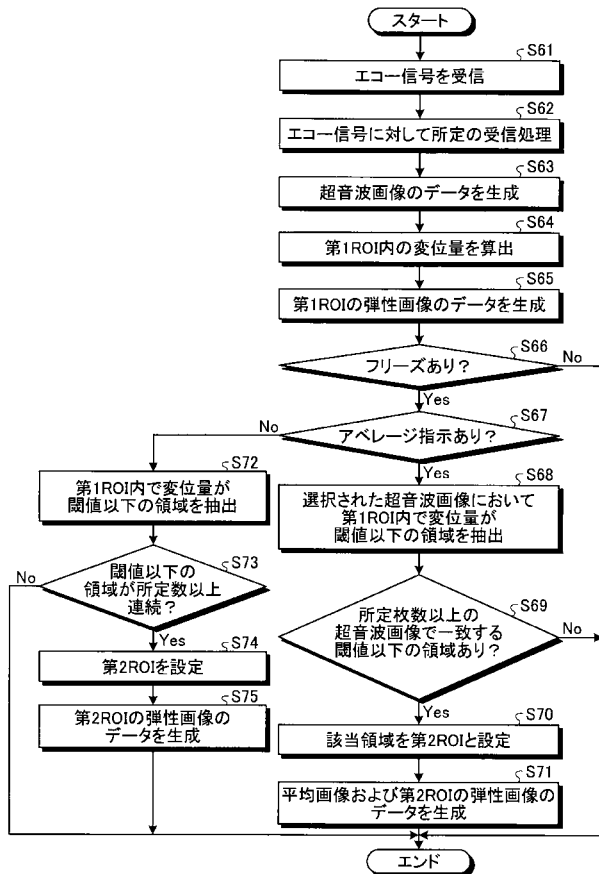 スタート
S61
エコー信号を受信
S62
エコー信号に対して所定の受信処理
S63
超音波画像のデータを生成
S64
第1ROI内の変位量を算出
S65
第1ROIの弾性画像のデータを生成
S66
フリーズあり?
No
Yes
S67
アベレージ指示あり?
No
Yes
S72
第1ROI内で変位量が
閾値以下の領域を抽出
S73
閾値以下の
領域が所定数以上
連続?
No
Yes
S74
第2ROIを設定
S75
第2ROIの弾性画像の
データを生成
S68
選択された超音波画像において
第1ROI内で変位量が
閾値以下の領域を抽出
S69
所定枚数以上の
超音波画像で一致する
閾値以下の領域あり?
No
Yes
S70
該当領域を第2ROIと設定
S71
平均画像および第2ROIの弾性画像の
データを生成
エンド